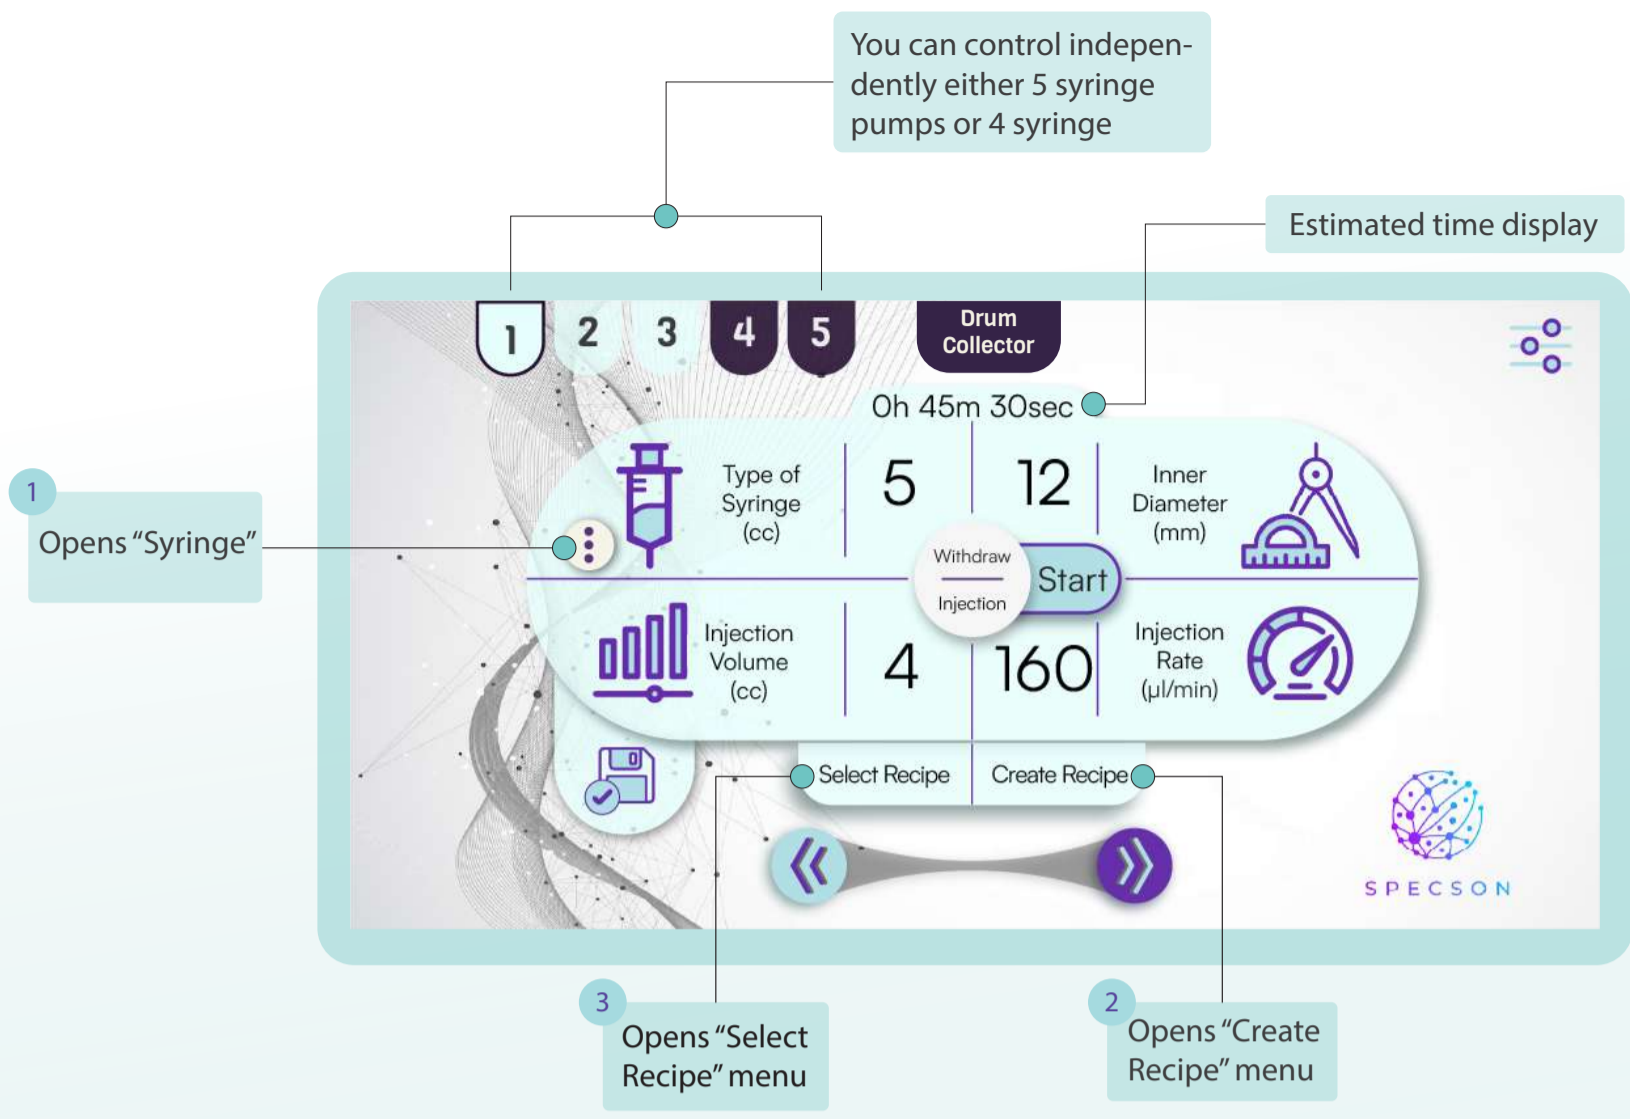 You can control indepen-
dently either 5 syringe
pumps or 4 syringe
Estimated time display
1
2
3
4
5
Drum
Collector
0h 45m 30sec
1
Opens “Syringe”
Type of
Syringe
(cc)
5
12
Inner
Diameter
(mm)
Withdraw
Injection
Start
Injection
Volume
(cc)
4
160
Injection
Rate
(µl/min)
Select Recipe
Create Recipe
SPECSON
3
Opens “Select
Recipe” menu
2
Opens “Create
Recipe” menu